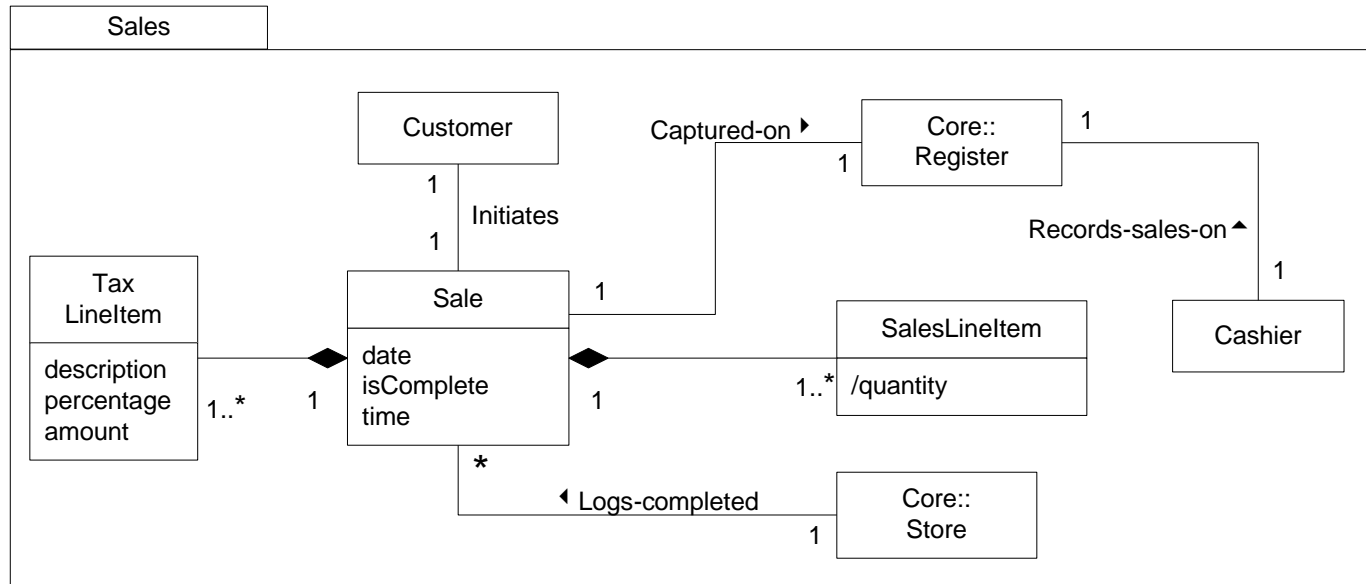 Sales
Customer
Captured-on
Core::
Register
1
1
1
Initiates
1
Records-sales-on
1
Tax
LineItem
description
percentage
amount
1..*
1
Sale
date
isComplete
time
1
1
SalesLineItem
/quantity
1..*
Cashier
*
Logs-completed
1
Core::
Store